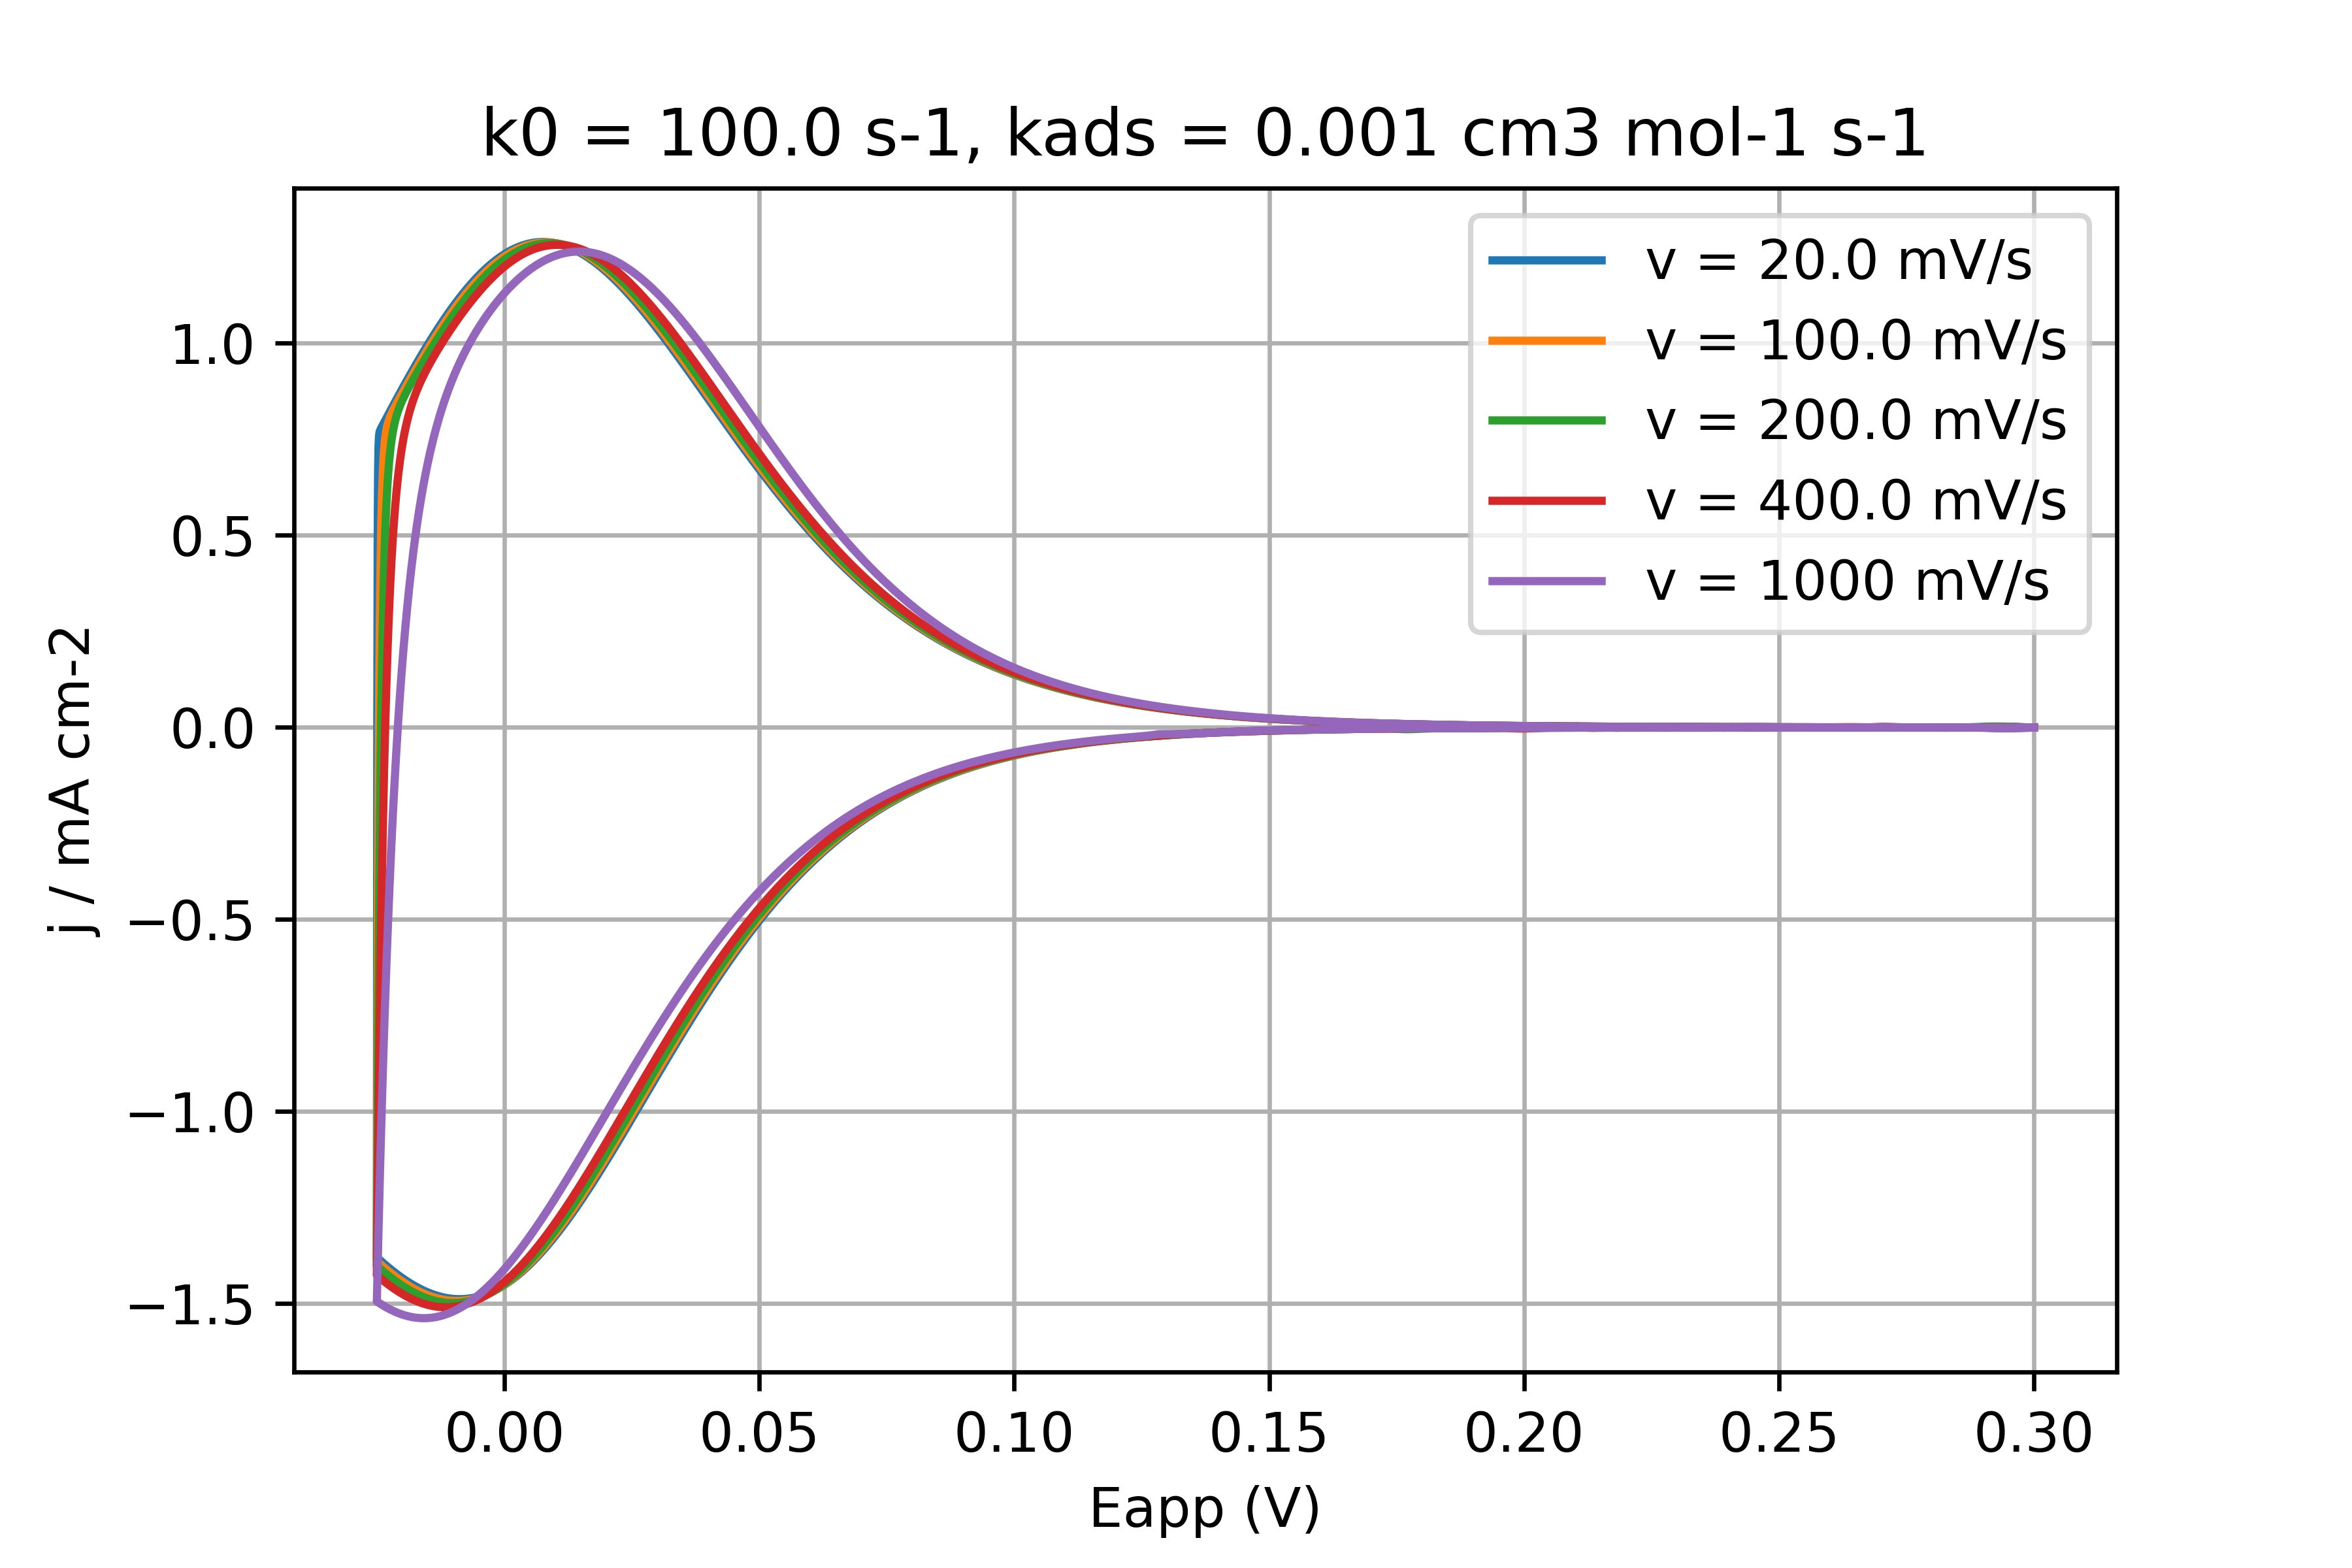 k0 = 100.0 s-1, kads = 0.001 cm3 mol-1 s-1
v = 20.0 mV/s
v = 100.0 mV/s
v = 200.0 mV/s
v = 400.0 mV/s
v = 1000 mV/s
1.0
0.5
0.0
−0.5
−1.0
−1.5
j / mA cm-2
0.00 0.05 0.10 0.15 0.20 0.25 0.30
Eapp (V)